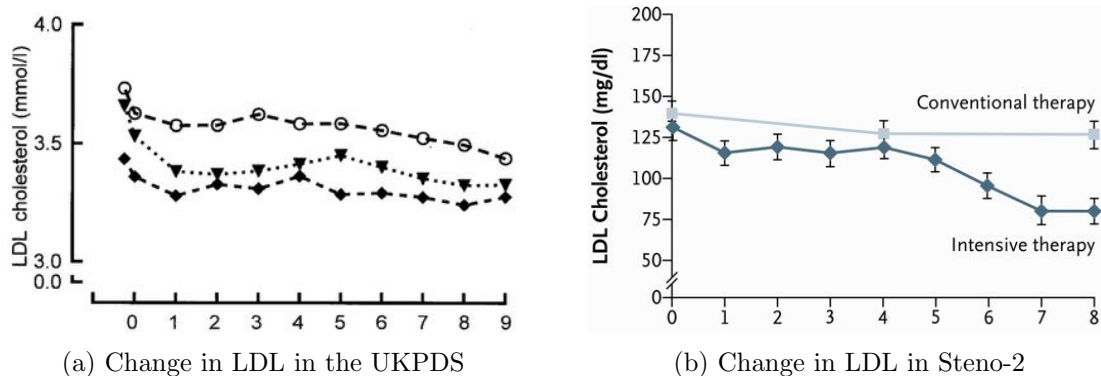 4.0
3.5
3.0
0.0
LDL cholesterol (mmol/l)
0 1 2 3 4 5 6 7 8 9
(a) Change in LDL in the UKPDS
200
175
150
125
100
75
50
0
LDL Cholesterol (mg/dl)
Conventional therapy
Intensive therapy
0 1 2 3 4 5 6 7 8
(b) Change in LDL in Steno-2